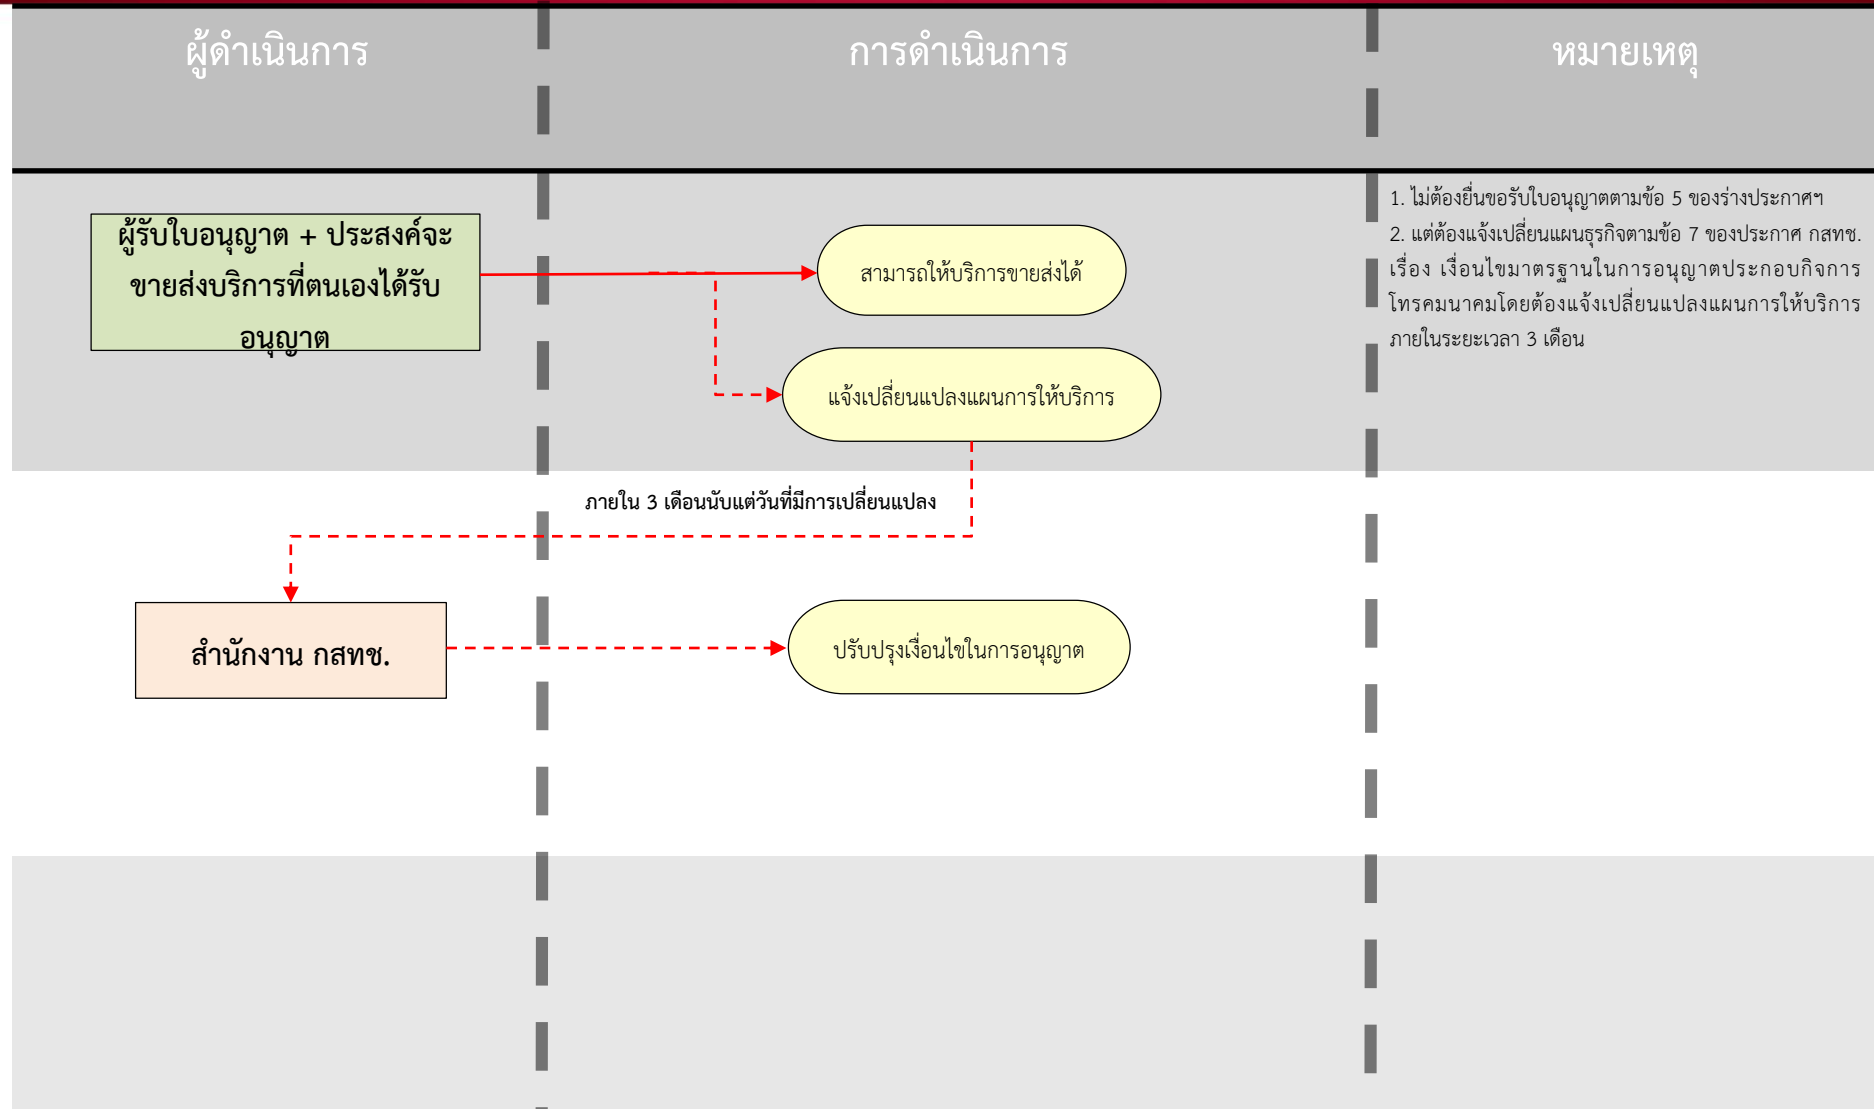 ผู้ดำเนินการ
การดำเนินการ
หมายเหตุ
ผู้รับใบอนุญาต + ประสงค์จะ
ขายส่งบริการที่ตนเองได้รับ
อนุญาต
สามารถให้บริการขายส่งได้
แจ้งเปลี่ยนแปลงแผนการให้บริการ
1. ไม่ต้องยื่นขอรับใบอนุญาตตามข้อ 5 ของร่างประกาศฯ
2. แต่ต้องแจ้งเปลี่ยนแผนธุรกิจตามข้อ 7 ของประกาศ กสทช.
เรื่อง เงื่อนไขมาตรฐานในการอนุญาตประกอบกิจการ
โทรคมนาคมโดยต้องแจ้งเปลี่ยนแปลงแผนการให้บริการ
ภายในระยะเวลา 3 เดือน
ภายใน 3 เดือนนับแต่วันที่มีการเปลี่ยนแปลง
สำนักงาน กสทช.
ปรับปรุงเงื่อนไขในการอนุญาต